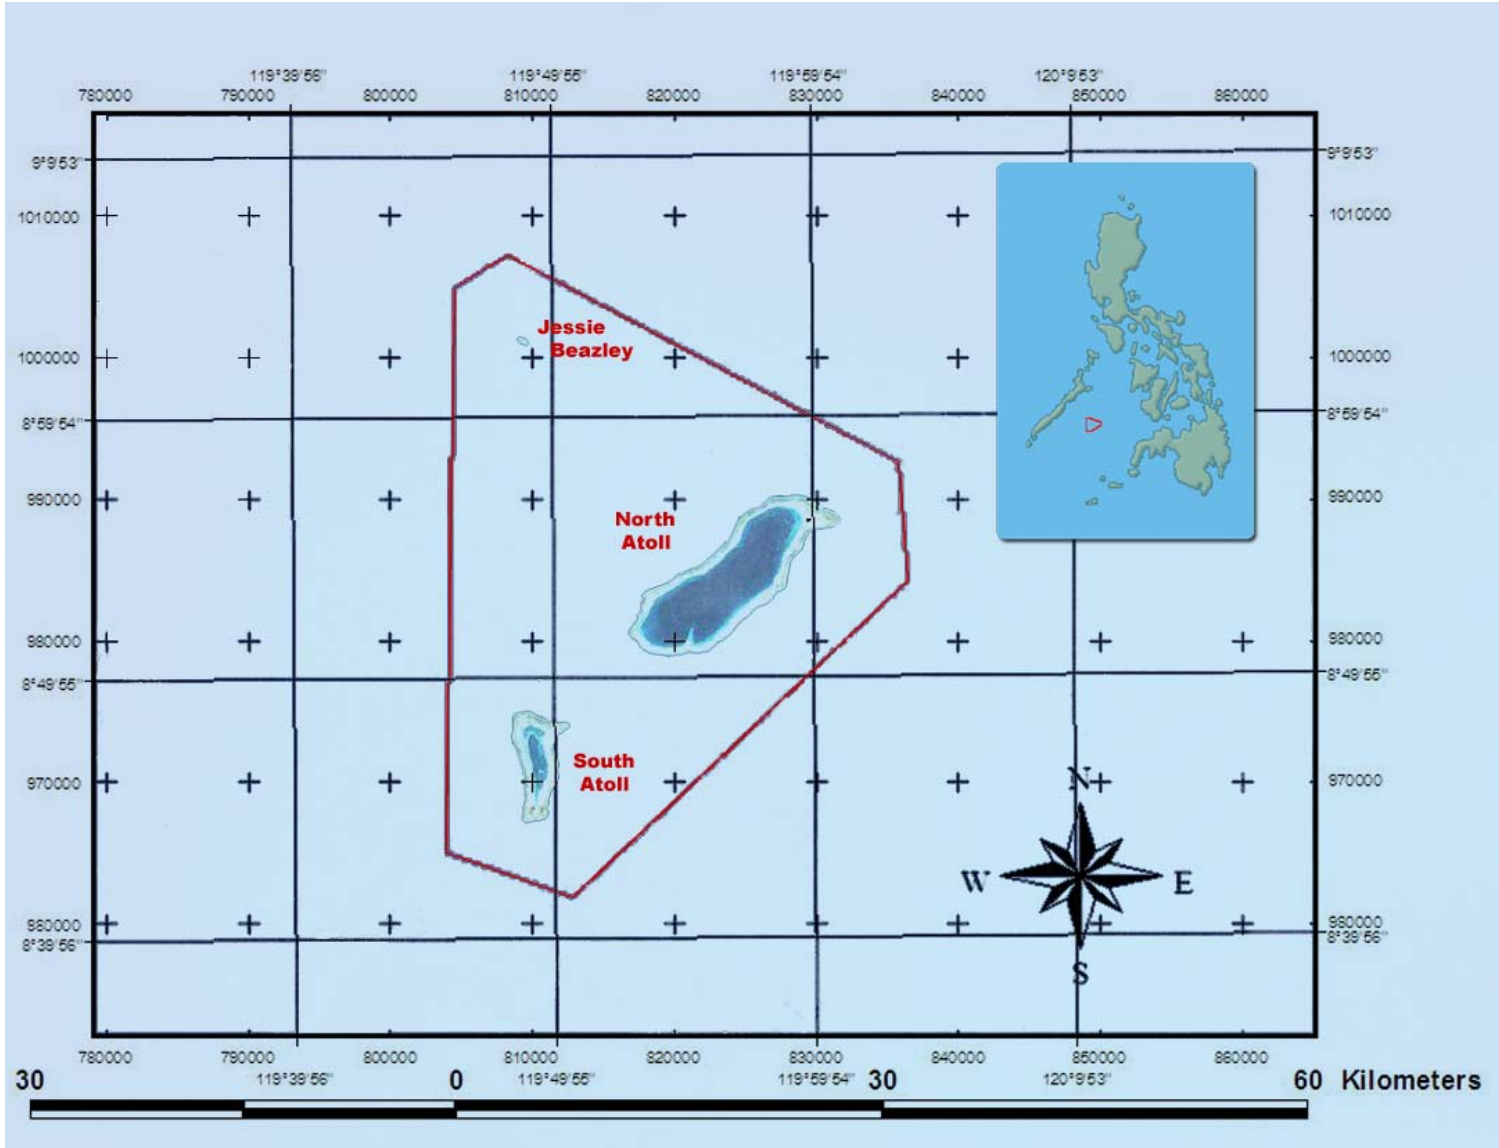 119°39'56" 119°49'55" 119°59'54" 120°9'53"
780000 790000 800000 810000 820000 830000 840000 850000 860000
9°9'53" 9°9'53"
1010000 1010000
Jessie
Beazley
1000000 1000000
8°59'54" 8°59'54"
990000 990000
North
Atoll
980000 980000
8°49'55" 8°49'55"
South
Atoll
970000 970000
N
W E
960000 960000
8°39'56" 8°39'56"
S
780000 790000 800000 810000 820000 830000 840000 850000 860000
119°39'56" 119°49'55" 119°59'54" 120°9'53"
30 0 30 60 Kilometers